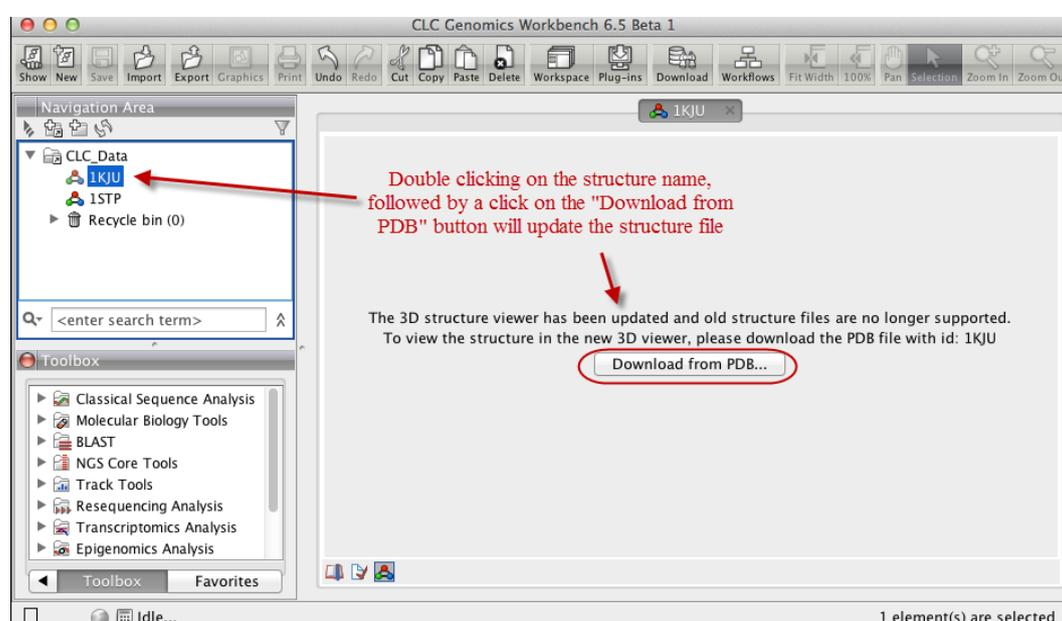 CLC Genomics Workbench 6.5 Beta 1
Show New Save Import Export Graphics Print Undo Redo Cut Copy Paste Delete Workspace Plug-ins Download Workflows Fit Width 100% Pan Selection Zoom In Zoom Ou
Navigation Area
CLC_Data
1KJU
1STP
Recycle bin (0)
<enter search term>
Toolbox
Classical Sequence Analysis
Molecular Biology Tools
BLAST
NGS Core Tools
Track Tools
Resequencing Analysis
Transcriptomics Analysis
Epigenomics Analysis
Toolbox Favorites
1KJU
Double clicking on the structure name,
followed by a click on the "Download from
PDB" button will update the structure file
The 3D structure viewer has been updated and old structure files are no longer supported.
To view the structure in the new 3D viewer, please download the PDB file with id: 1KJU
Download from PDB...
Idle...
1 element(s) are selected